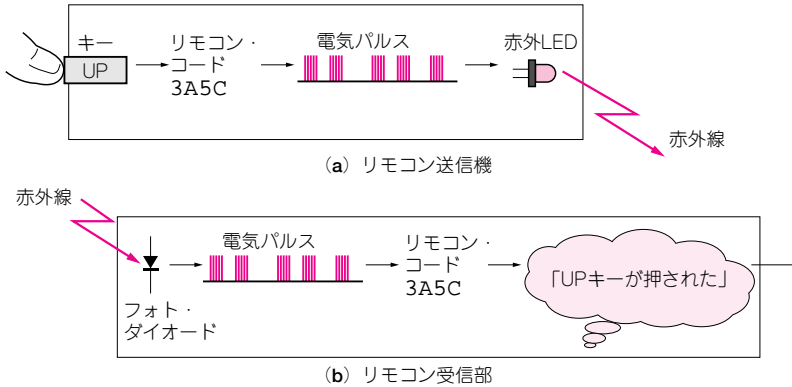 キー
UP
リモコン・
コード
3A5C
電気パルス
赤外LED
赤外線
(a) リモコン送信機
赤外線
フォト・
ダイオード
電気パルス
リモコン・
コード
3A5C
「UPキーが押された」
(b) リモコン受信部